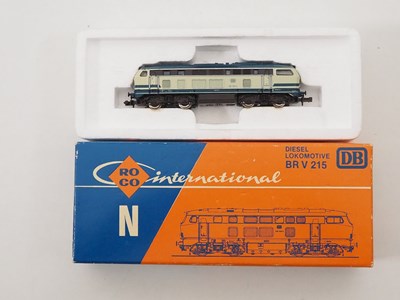 ROCO
international
N
DIESEL
LOKOMOTIVE
BR V 215
DB